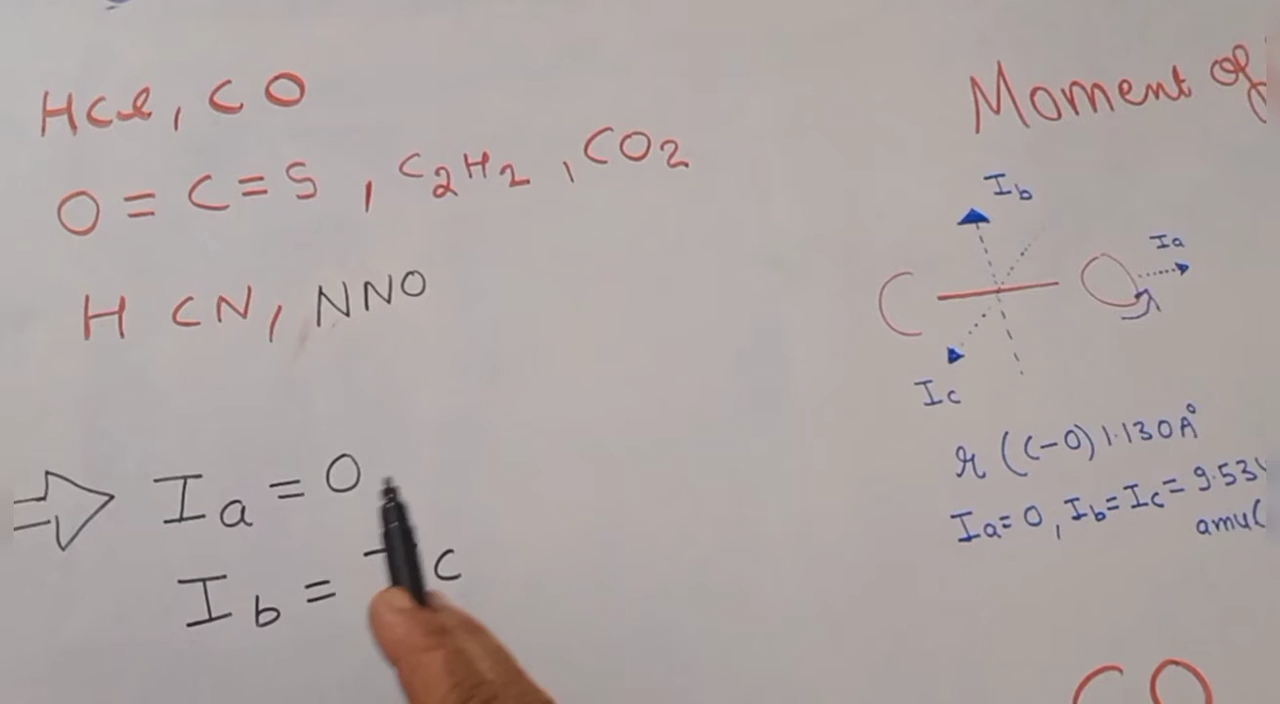 HCl, CO
O=C=S, C2H2, CO2
H CN, NNO
Ia=0
Ib= c
Moment of
Ib
Ia
C O
Ic
r (C-O) 1.130A°
Ia=0, Ib=Ic= 9.53
amu(
CO